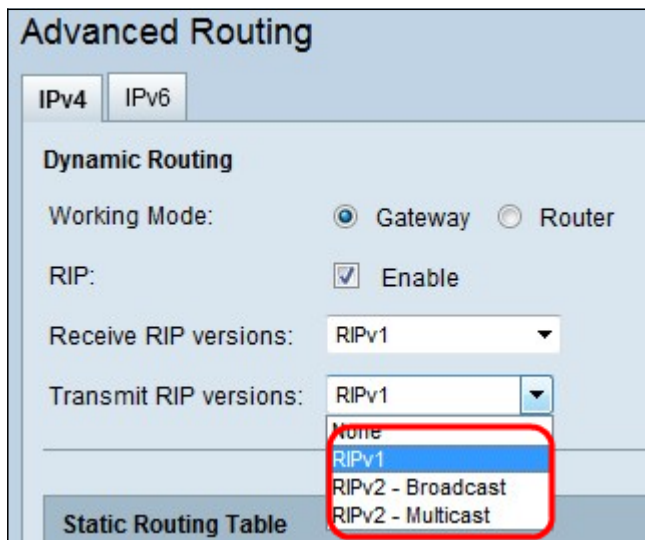 Advanced Routing
IPv4 IPv6
Dynamic Routing
Working Mode: Gateway Router
RIP: Enable
Receive RIP versions: RIPv1
Transmit RIP versions: RIPv1
None
RIPv1
RIPv2 - Broadcast
RIPv2 - Multicast
Static Routing Table